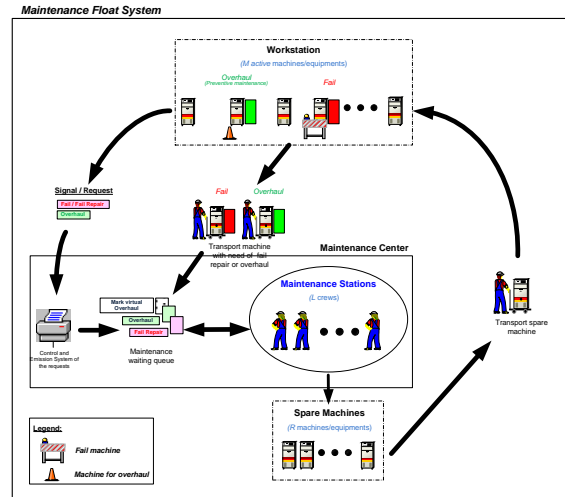 Maintenance Float System
Workstation
(M active machines/equipments)
Overhaul
(Preventive maintenance)
Fail
Signal / Request
Fail / Fail Repair
Overhaul
Fail
Overhaul
Transport machine
with need of fail
repair or overhaul
Maintenance Center
Mark virtual
Overhaul
Overhaul
Fail Repair
Maintenance
waiting queue
Control and
Emission System of
the requests
Maintenance Stations
(L crews)
Transport spare
machine
Spare Machines
(R machines/equipments)
Legend:
Fail machine
Machine for overhaul